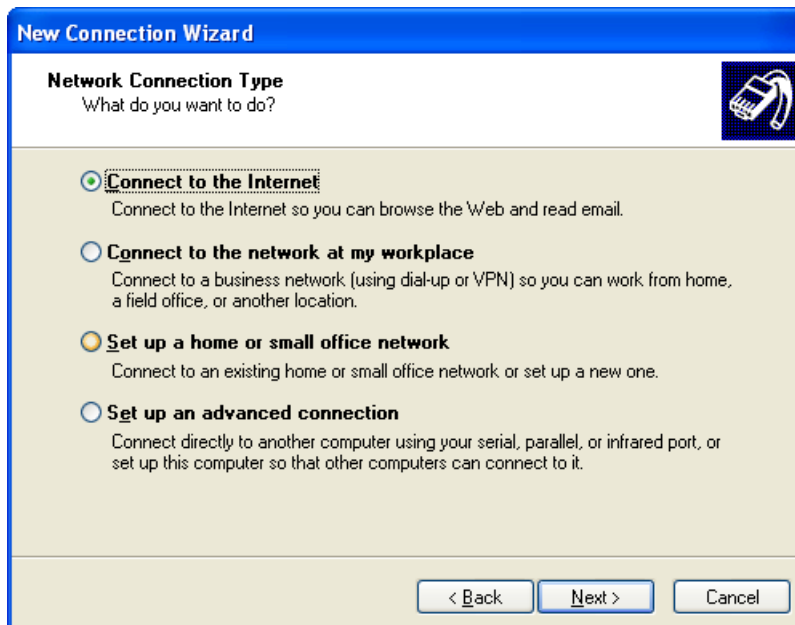 New Connection Wizard
Network Connection Type
What do you want to do?
Connect to the Internet
Connect to the Internet so you can browse the Web and read email.
Connect to the network at my workplace
Connect to a business network (using dial-up or VPN) so you can work from home,
a field office, or another location.
Set up a home or small office network
Connect to an existing home or small office network or set up a new one.
Set up an advanced connection
Connect directly to another computer using your serial, parallel, or infrared port, or
set up this computer so that other computers can connect to it.
< Back Next > Cancel